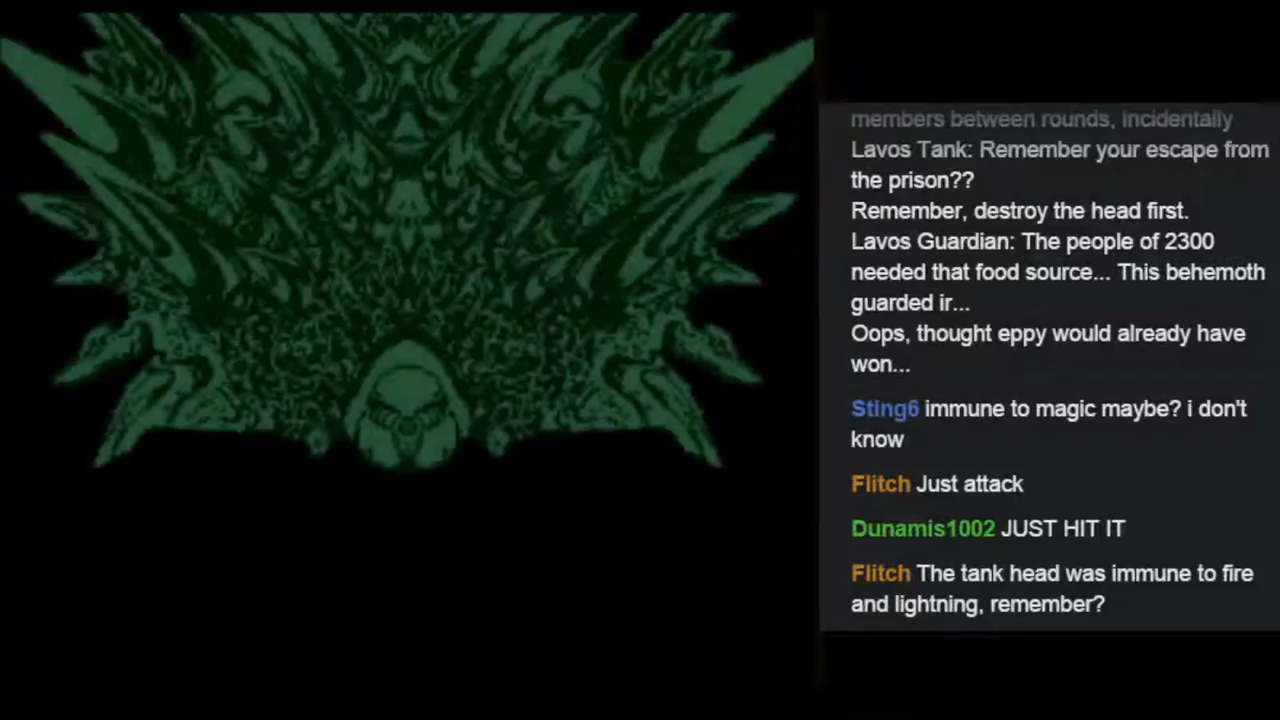 members between rounds, incidentally
Lavos Tank: Remember your escape from
the prison??
Remember, destroy the head first.
Lavos Guardian: The people of 2300
needed that food source... This behemoth
guarded ir...
Oops, thought eppy would already have
won...
Sting6 immune to magic maybe? i don't
know
Flitch Just attack
Dunamis1002 JUST HIT IT
Flitch The tank head was immune to fire
and lightning, remember?